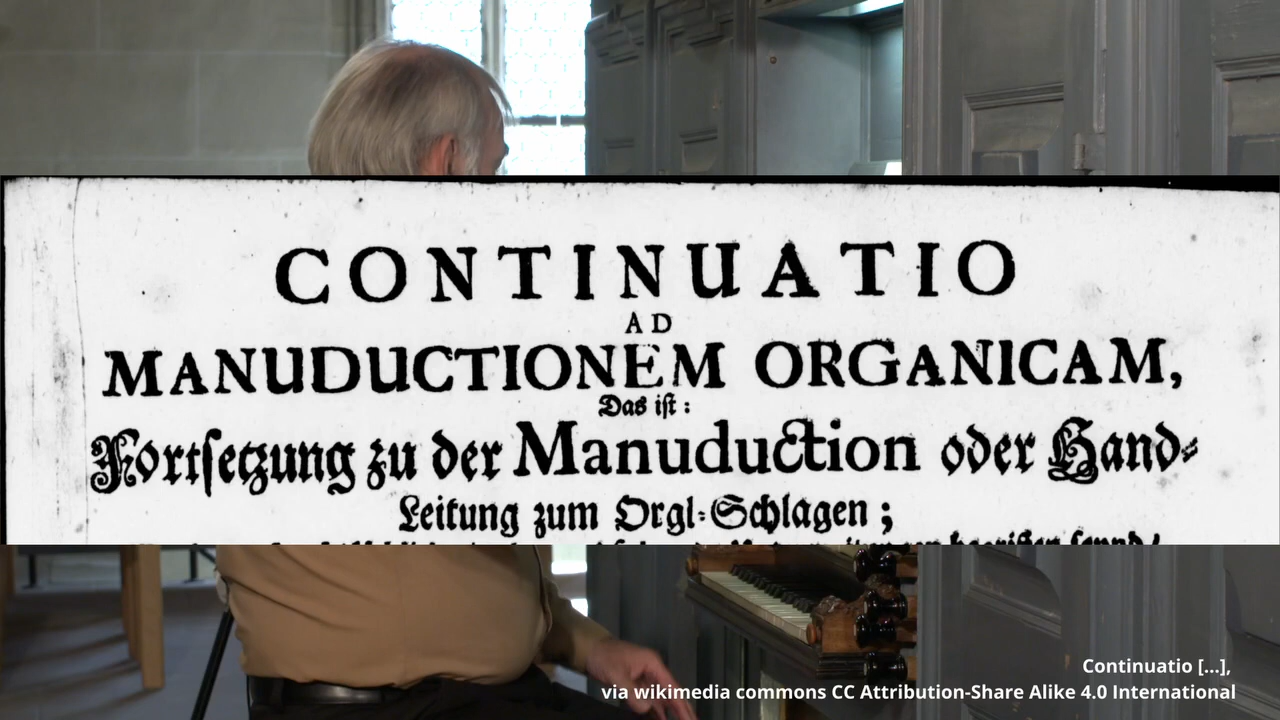 CONTINUATIO
AD
MANUDUCTIONEM ORGANICAM,
Das ist:
Fortsetzung zu der Manuduction oder Hand-
Leitung zum Orgl-Schlagen;
Continuatio [...],
via wikimedia commons CC Attribution-Share Alike 4.0 International